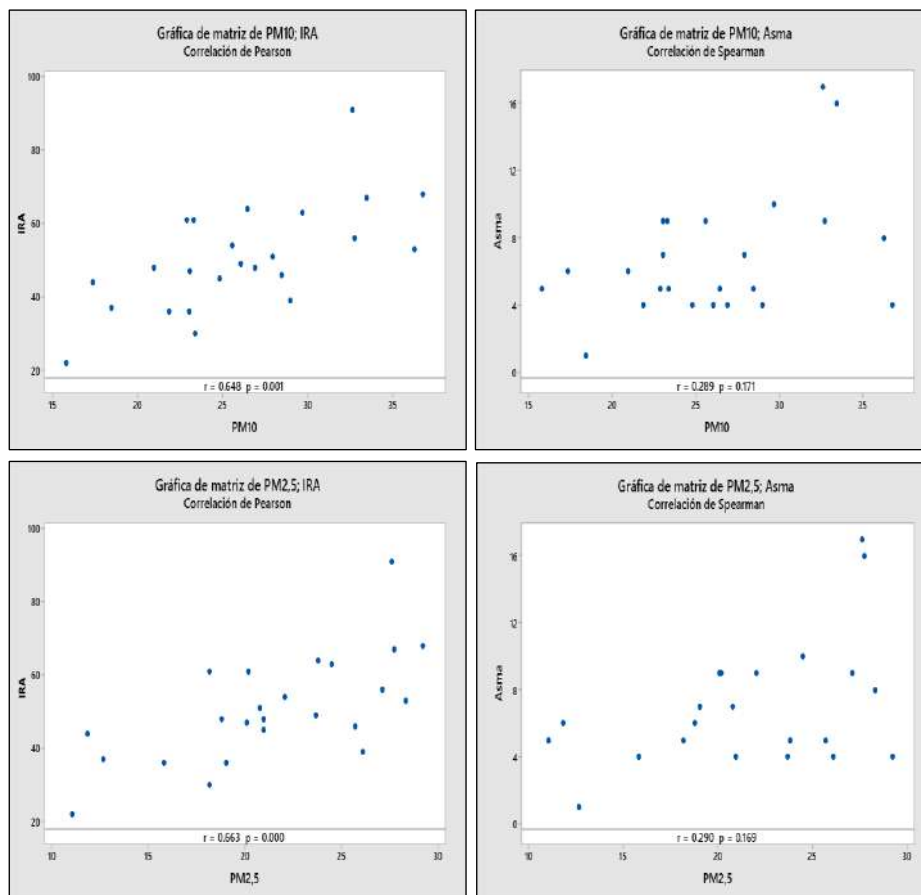 Gráfica de matriz de PM10; IRA
Correlación de Pearson
100
80
60
40
20
IRA
r = 0.648 p = 0.001
15 20 25 30 35
PM10
Gráfica de matriz de PM10; Asma
Correlación de Spearman
16
12
8
4
0
Asma
r = 0.289 p = 0.171
15 20 25 30 35
PM10
Gráfica de matriz de PM2,5; IRA
Correlación de Pearson
100
80
60
40
20
IRA
r = 0.663 p = 0.000
10 15 20 25 30
PM2,5
Gráfica de matriz de PM2,5; Asma
Correlación de Spearman
16
12
8
4
0
Asma
r = 0.290 p = 0.169
10 15 20 25 30
PM2,5